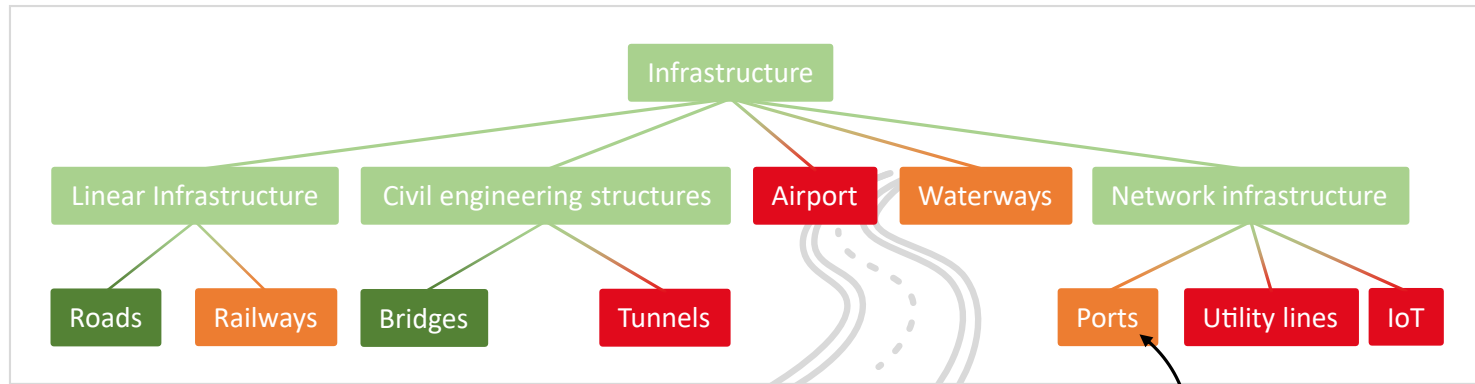 Infrastructure
Linear Infrastructure
Civil engineering structures
Airport
Waterways
Network infrastructure
Roads
Railways
Bridges
Tunnels
Ports
Utility lines
IoT